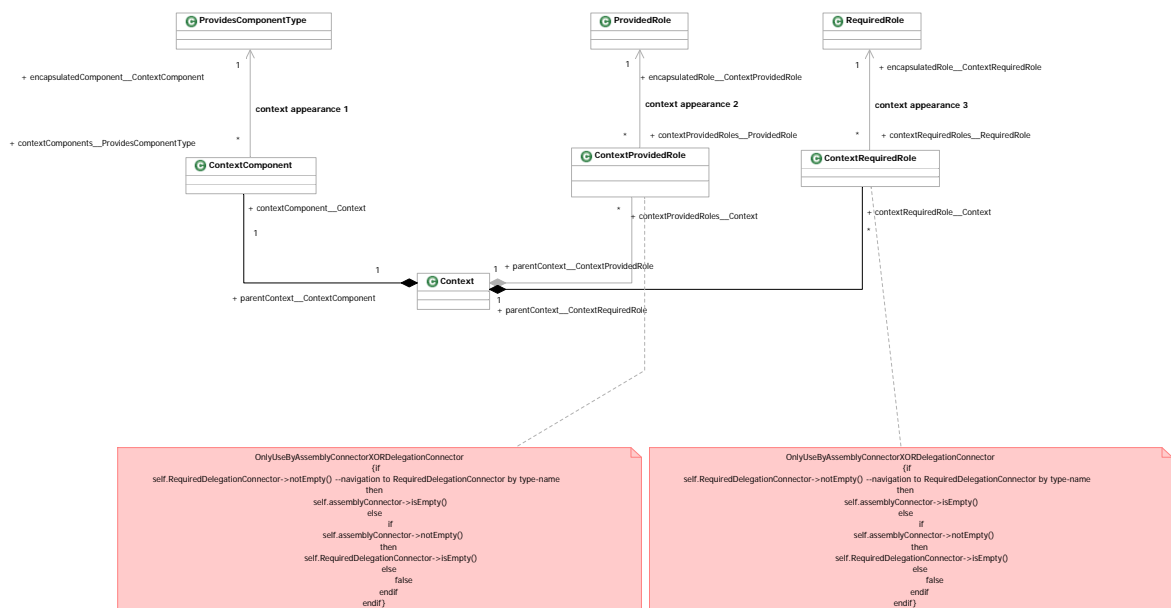 ProvidesComponentType
ProvidedRole
RequiredRole
1
+ encapsulatedComponent__ContextComponent
1
+ encapsulatedRole__ContextProvidedRole
1
+ encapsulatedRole__ContextRequiredRole
context appearance 1
context appearance 2
context appearance 3
*
+ contextComponents__ProvidesComponentType
*
+ contextProvidedRoles__ProvidedRole
*
+ contextRequiredRoles__RequiredRole
C ContextComponent
C ContextProvidedRole
C ContextRequiredRole
+ contextComponent__Context
1
*
+ contextProvidedRoles__Context
+ contextRequiredRole__Context
*
1
1
+ parentContext__ContextProvidedRole
C Context
+ parentContext__ContextComponent
1
+ parentContext__ContextRequiredRole
OnlyUseByAssemblyConnectorXORDelegationConnector
{if
self.RequiredDelegationConnector->notEmpty() --navigation to RequiredDelegationConnector by type-name
then
self.assemblyConnector->isEmpty()
else
if
self.assemblyConnector->notEmpty()
then
self.RequiredDelegationConnector->isEmpty()
else
false
endif
endif}
OnlyUseByAssemblyConnectorXORDelegationConnector
{if
self.RequiredDelegationConnector->notEmpty() --navigation to RequiredDelegationConnector by type-name
then
self.assemblyConnector->isEmpty()
else
if
self.assemblyConnector->notEmpty()
then
self.RequiredDelegationConnector->isEmpty()
else
false
endif
endif}